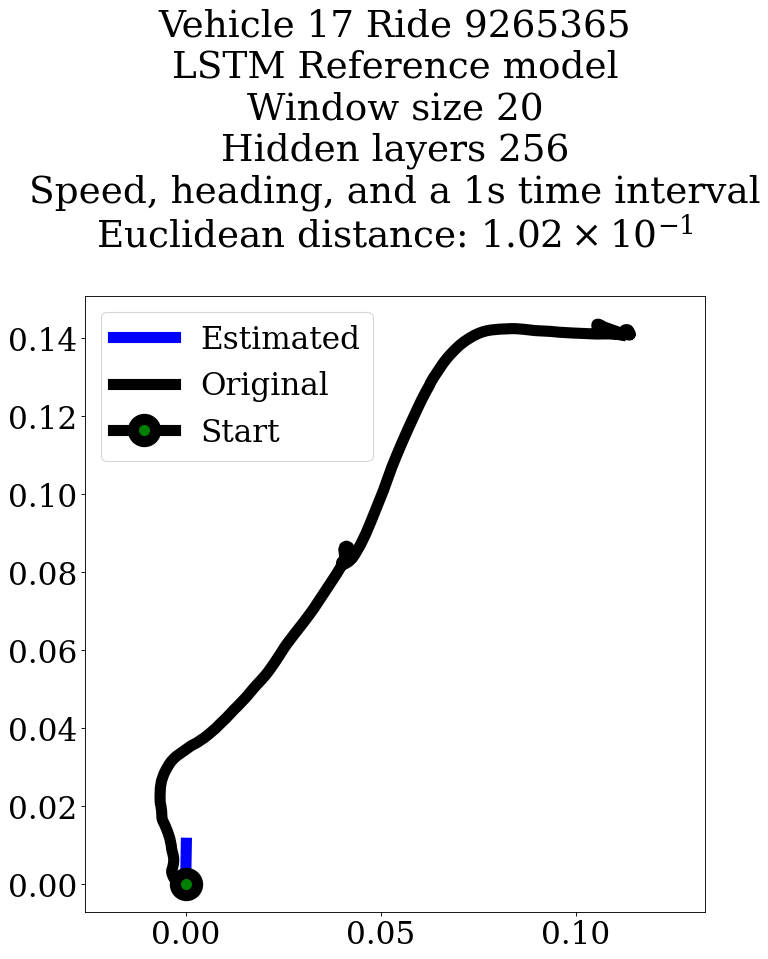 Vehicle 17 Ride 9265365
LSTM Reference model
Window size 20
Hidden layers 256
Speed, heading, and a 1s time interval
Euclidean distance: 1.02 × 10⁻¹
Estimated
Original
Start
0.14
0.12
0.10
0.08
0.06
0.04
0.02
0.00
0.00 0.05 0.10